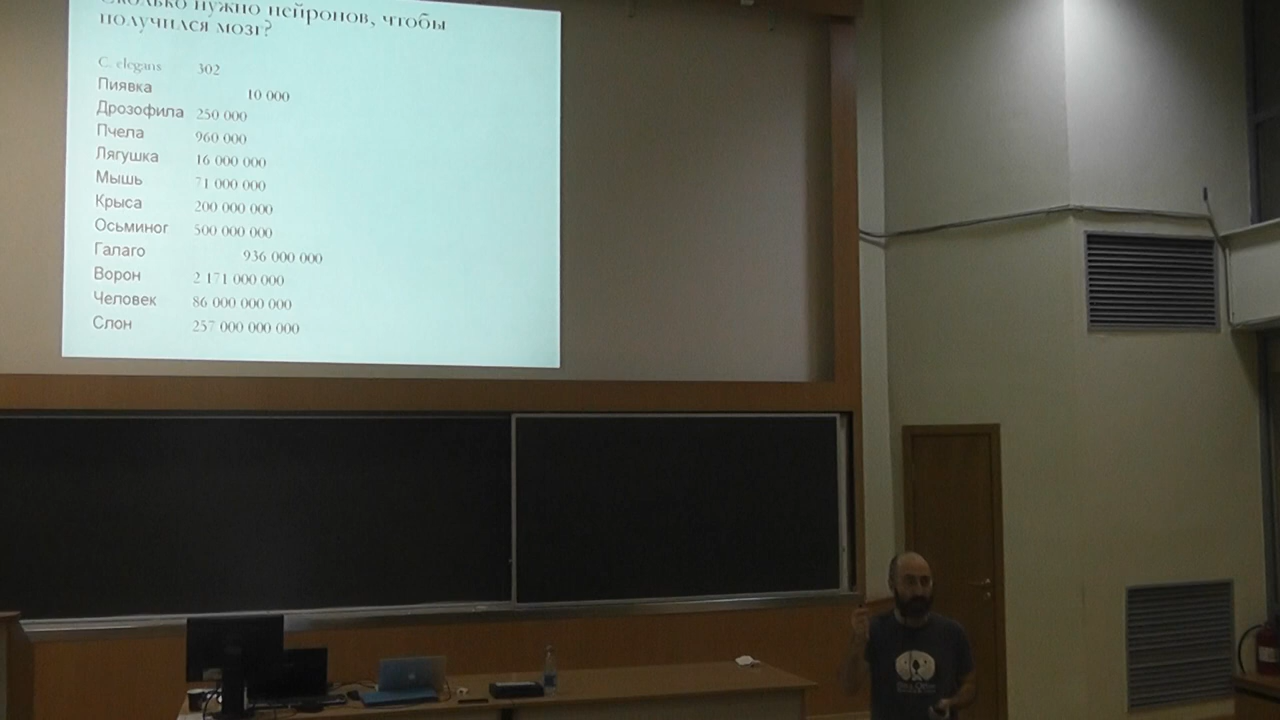 Сколько нужно нейронов, чтобы
получился мозг?
C. elegans 302
Пиявка 10 000
Дрозофила 250 000
Пчела 960 000
Лягушка 16 000 000
Мышь 71 000 000
Крыса 200 000 000
Осьминог 500 000 000
Галаго 936 000 000
Ворон 2 171 000 000
Человек 86 000 000 000
Слон 257 000 000 000